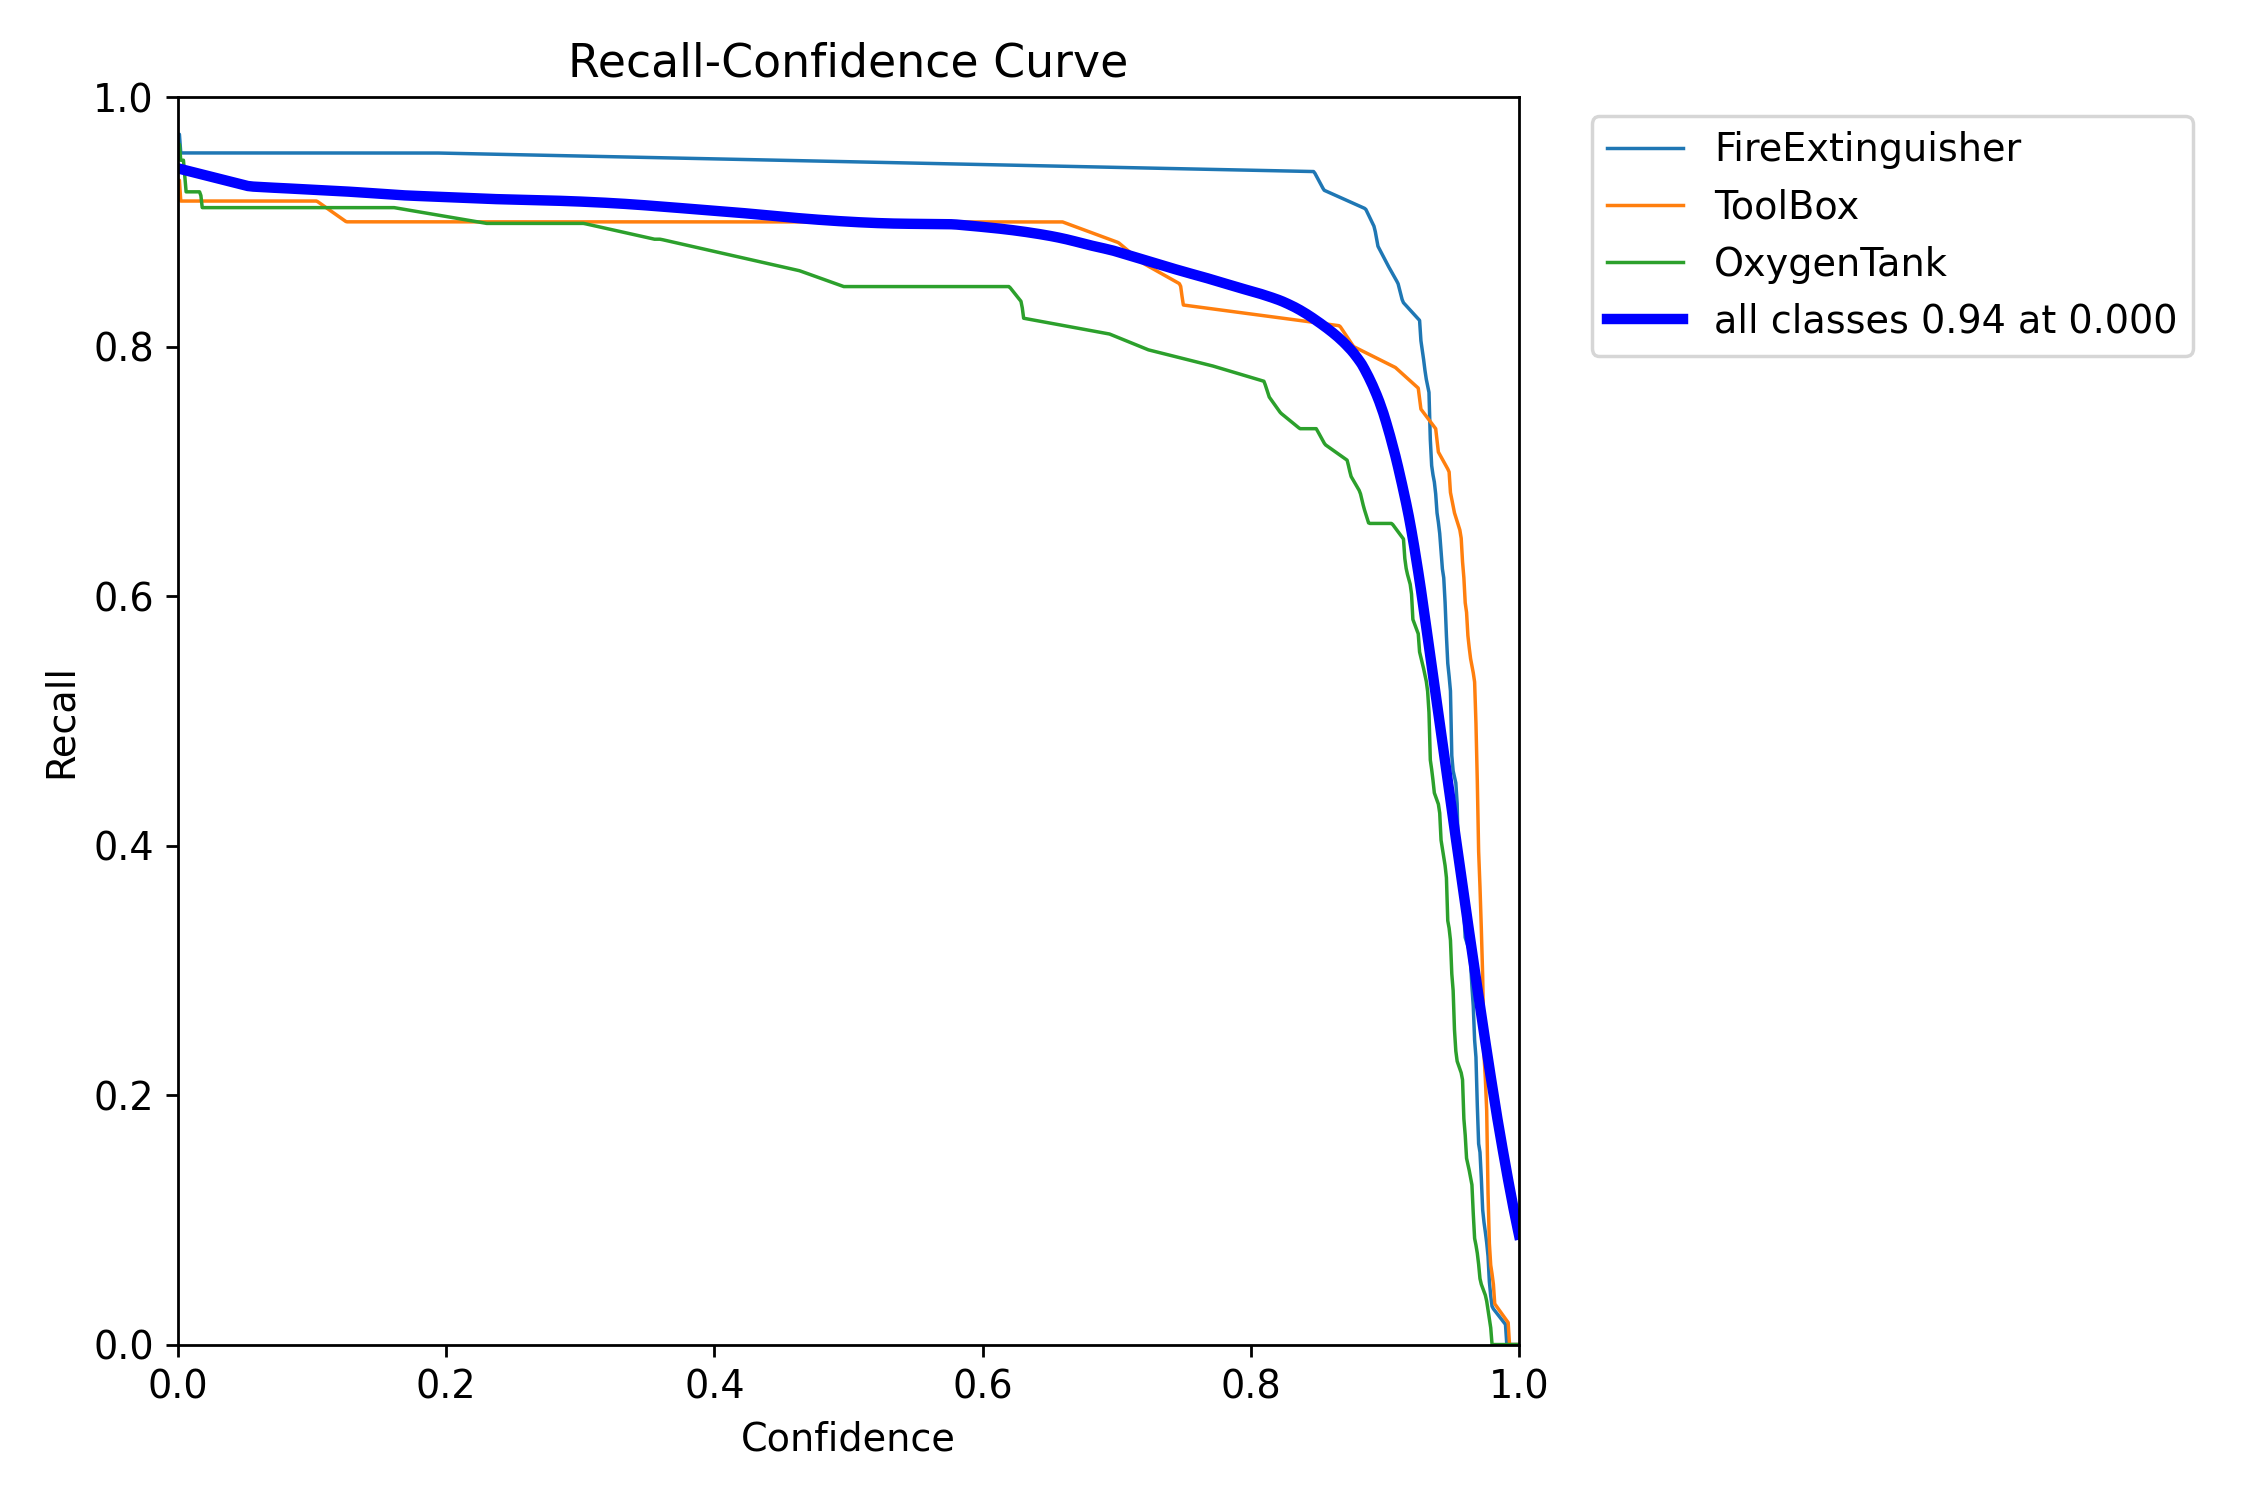 Recall-Confidence Curve
1.0
0.8
0.6
0.4
0.2
0.0
Recall
0.0 0.2 0.4 0.6 0.8 1.0
Confidence
FireExtinguisher
ToolBox
OxygenTank
all classes 0.94 at 0.000